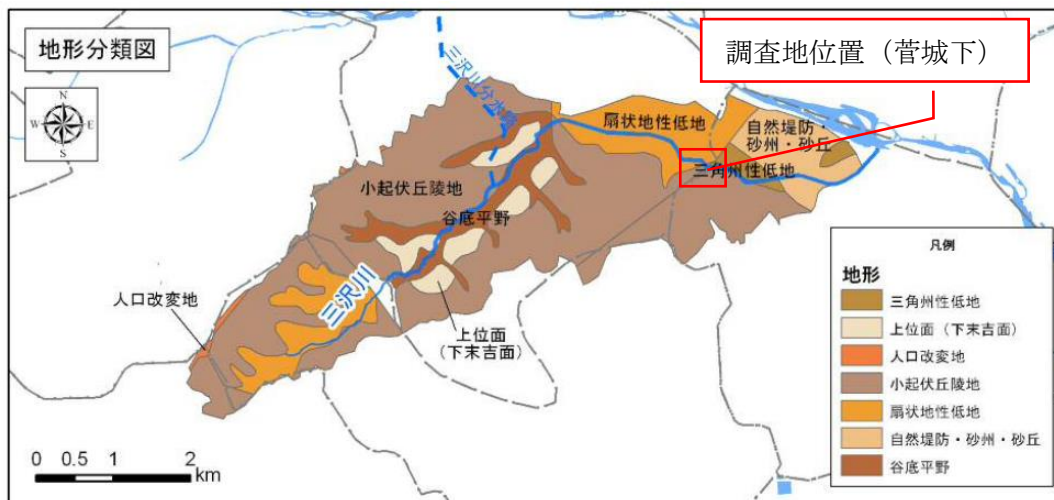 地形分類図
調査地位置（菅城下）
N
W
E
S
三沢川分水路
扇状地性低地
自然堤防・
砂州・砂丘
三角州性低地
小起伏丘陵地
谷底平野
三沢川
人口改変地
上位面
（下末吉面）
0 0.5 1 2
km
凡例
地形
三角州性低地
上位面（下末吉面）
人口改変地
小起伏丘陵地
扇状地性低地
自然堤防・砂州・砂丘
谷底平野